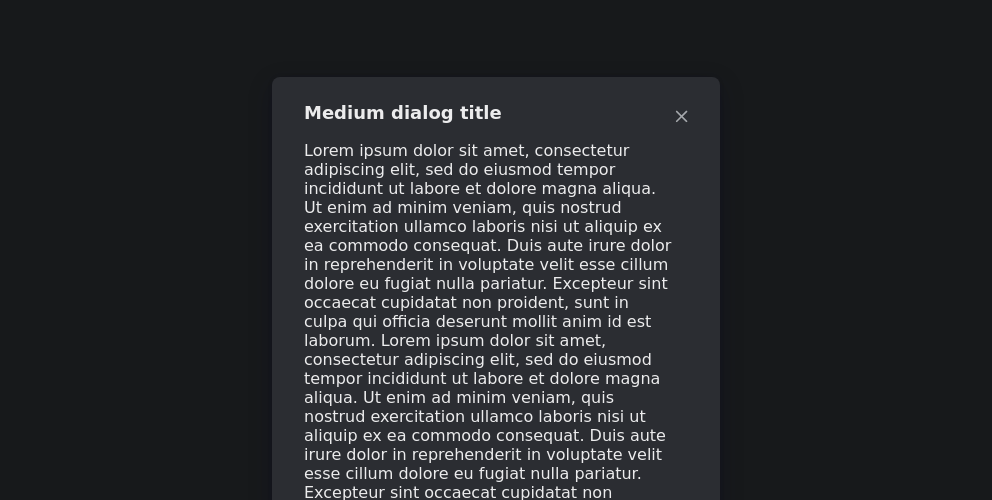 Medium dialog title
Lorem ipsum dolor sit amet, consectetur
adipiscing elit, sed do eiusmod tempor
incididunt ut labore et dolore magna aliqua.
Ut enim ad minim veniam, quis nostrud
exercitation ullamco laboris nisi ut aliquip ex
ea commodo consequat. Duis aute irure dolor
in reprehenderit in voluptate velit esse cillum
dolore eu fugiat nulla pariatur. Excepteur sint
occaecat cupidatat non proident, sunt in
culpa qui officia deserunt mollit anim id est
laborum. Lorem ipsum dolor sit amet,
consectetur adipiscing elit, sed do eiusmod
tempor incididunt ut labore et dolore magna
aliqua. Ut enim ad minim veniam, quis
nostrud exercitation ullamco laboris nisi ut
aliquip ex ea commodo consequat. Duis aute
irure dolor in reprehenderit in voluptate velit
esse cillum dolore eu fugiat nulla pariatur.
Excepteur sint occaecat cupidatat non